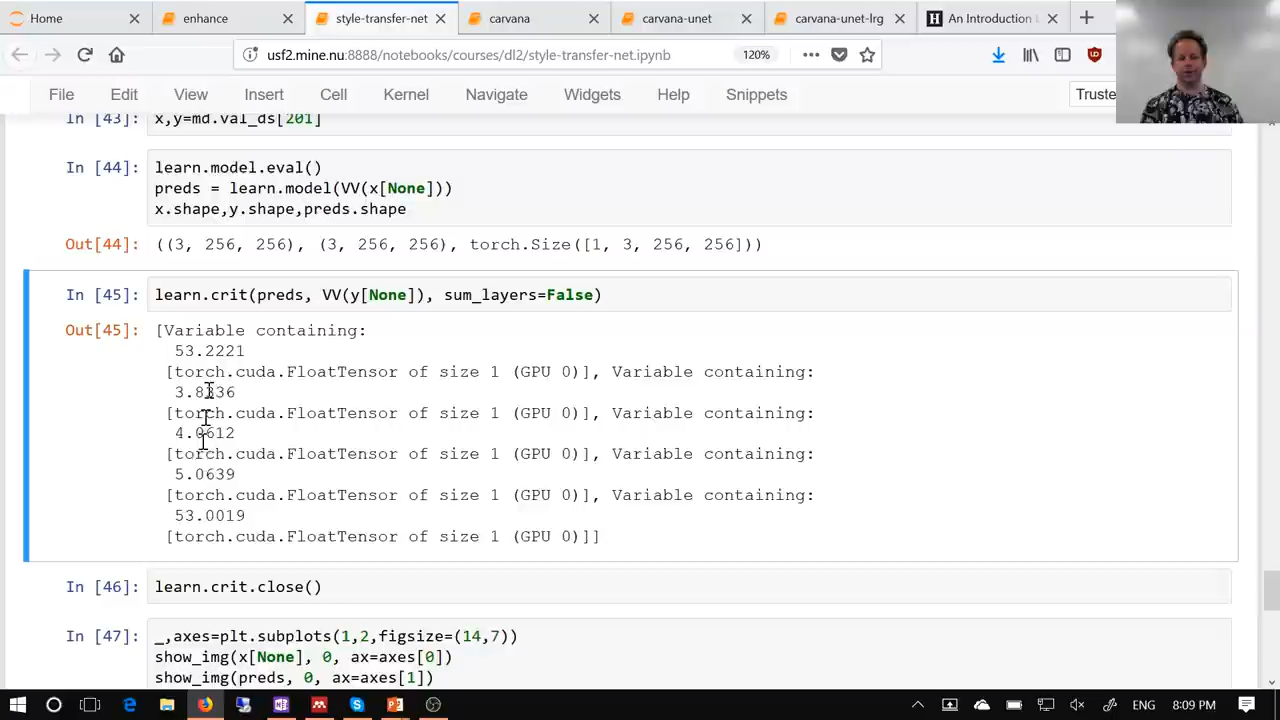 Home
enhance
style-transfer-net
carvana
carvana-unet
carvana-unet-lrg
An Introduction
usf2.mine.nu:8888/notebooks/courses/dl2/style-transfer-net.ipynb
120%
File Edit View Insert Cell Kernel Navigate Widgets Help Snippets
Truste
In [43]: x,y=md.val_ds[201]
In [44]: learn.model.eval()
preds = learn.model(VV(x[None]))
x.shape,y.shape,preds.shape
Out[44]: ((3, 256, 256), (3, 256, 256), torch.Size([1, 3, 256, 256]))
In [45]: learn.crit(preds, VV(y[None]), sum_layers=False)
Out[45]: [Variable containing:
53.2221
[torch.cuda.FloatTensor of size 1 (GPU 0)], Variable containing:
3.8336
[torch.cuda.FloatTensor of size 1 (GPU 0)], Variable containing:
4.0612
[torch.cuda.FloatTensor of size 1 (GPU 0)], Variable containing:
5.0639
[torch.cuda.FloatTensor of size 1 (GPU 0)], Variable containing:
53.0019
[torch.cuda.FloatTensor of size 1 (GPU 0)]]
In [46]: learn.crit.close()
In [47]: _,axes=plt.subplots(1,2,figsize=(14,7))
show_img(x[None], 0, ax=axes[0])
show_img(preds, 0, ax=axes[1])
ENG 8:09 PM